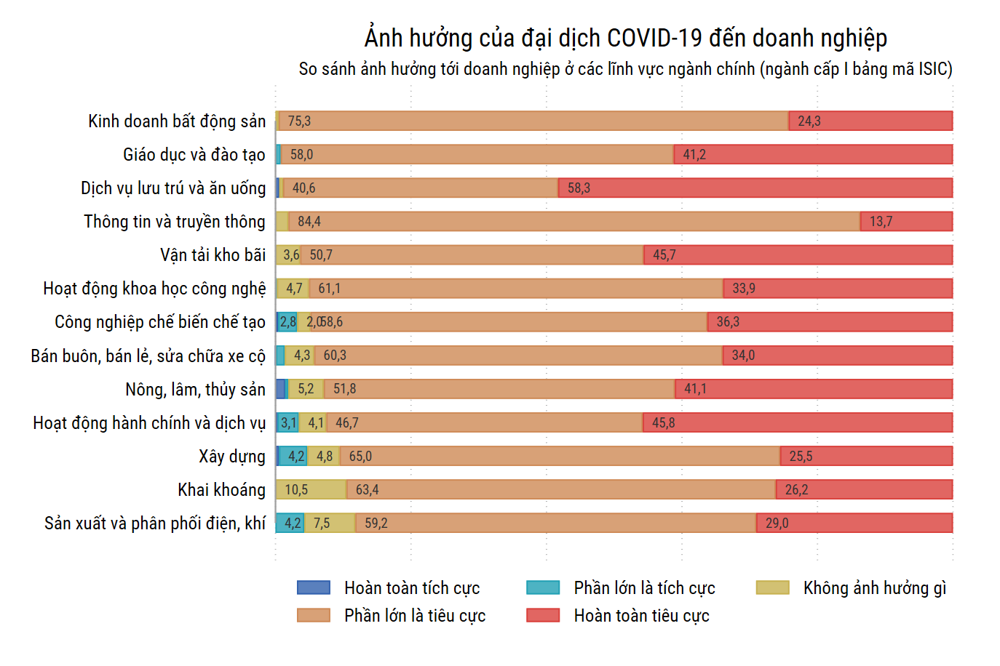 Ảnh hưởng của đại dịch COVID-19 đến doanh nghiệp
So sánh ảnh hưởng tới doanh nghiệp ở các lĩnh vực ngành chính (ngành cấp I bảng mã ISIC)
Kinh doanh bất động sản 75,3 24,3
Giáo dục và đào tạo 58,0 41,2
Dịch vụ lưu trú và ăn uống 40,6 58,3
Thông tin và truyền thông 84,4 13,7
Vận tải kho bãi 3,6 50,7 45,7
Hoạt động khoa học công nghệ 4,7 61,1 33,9
Công nghiệp chế biến chế tạo 2,8 2,0 58,6 36,3
Bán buôn, bán lẻ, sửa chữa xe cộ 4,3 60,3 34,0
Nông, lâm, thủy sản 5,2 51,8 41,1
Hoạt động hành chính và dịch vụ 3,1 4,1 46,7 45,8
Xây dựng 4,2 4,8 65,0 25,5
Khai khoáng 10,5 63,4 26,2
Sản xuất và phân phối điện, khí 4,2 7,5 59,2 29,0
Hoàn toàn tích cực Phần lớn là tích cực Không ảnh hưởng gì
Phần lớn là tiêu cực Hoàn toàn tiêu cực